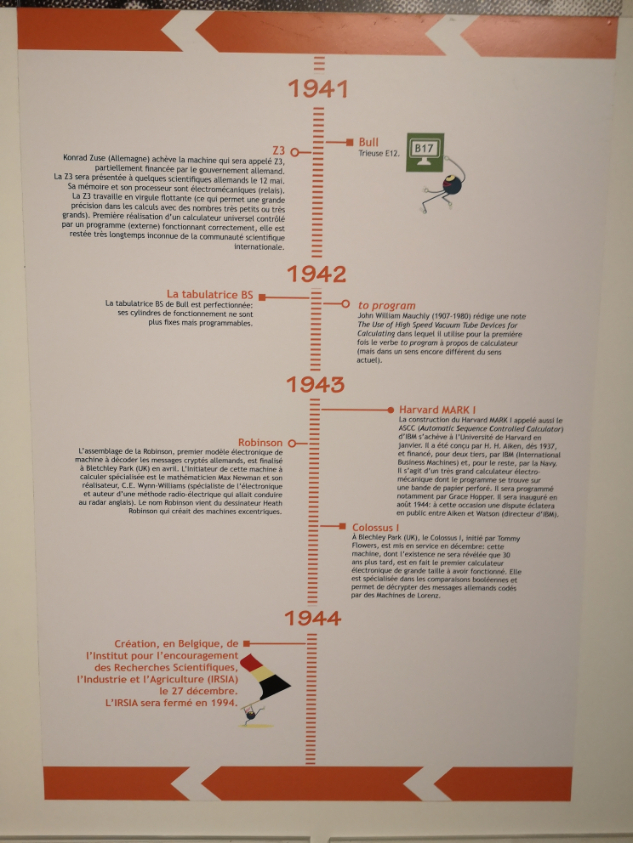 1941
Bull
Trieuse E12.
B17
Z3
Konrad Zuse (Allemagne) achève la machine qui sera appelé Z3,
partiellement financée par le gouvernement allemand.
La Z3 sera présentée à quelques scientifiques allemands le 12 mai.
Sa mémoire et son processeur sont électromécaniques (relais).
La Z3 travaille en virgule flottante (ce qui permet une grande
précision dans les calculs avec des nombres très petits ou très
grands). Première réalisation d'un calculateur universel contrôlé
par un programme (externe) fonctionnant correctement, elle est
restée très longtemps inconnue de la communauté scientifique
internationale.
1942
La tabulatrice BS
La tabulatrice BS de Bull est perfectionnée:
ses cylindres de fonctionnement ne sont
plus fixes mais programmables.
to program
John William Mauchly (1907-1980) rédige une note
The Use of High Speed Vacuum Tube Devices for
Calculating dans lequel il utilise pour la première
fois le verbe to program à propos de calculateur
(mais dans un sens encore différent du sens
actuel).
1943
Harvard MARK I
La construction du Harvard MARK I appelé aussi le
ASCC (Automatic Sequence Controlled Calculator)
d'IBM s'achève à l'Université de Harvard en
janvier. Il a été conçu par H. H. Aiken, dès 1937,
et financé, pour deux tiers, par IBM (International
Business Machines) et, pour le reste, par la Navy.
Il s'agit d'un très grand calculateur électro-
mécanique dont le programme se trouve sur
une bande de papier perforé. Il sera programmé
notamment par Grace Hopper. Il sera inauguré en
août 1944: à cette occasion une dispute éclatera
en public entre Aiken et Watson (directeur d'IBM).
Robinson
L'assemblage de la Robinson, premier modèle électronique de
machine à décoder les messages cryptés allemands, est finalisé
à Bletchley Park (UK) en avril. L'initiateur de cette machine à
calculer spécialisée est le mathématicien Max Newman et son
réalisateur, C.E. Wynn-Williams (spécialiste de l'électronique
et auteur d'une méthode radio-électrique qui allait conduire
au radar anglais). Le nom Robinson vient du dessinateur Heath
Robinson qui créait des machines excentriques.
Colossus I
À Blechley Park (UK), le Colossus I, initié par Tommy
Flowers, est mis en service en décembre: cette
machine, dont l'existence ne sera révélée que 30
ans plus tard, est en fait le premier calculateur
électronique de grande taille à avoir fonctionné. Elle
est spécialisée dans les comparaisons booléennes et
permet de décrypter des messages allemands codés
par des Machines de Lorenz.
1944
Création, en Belgique, de
l'Institut pour l'encouragement
des Recherches Scientifiques,
l'Industrie et l'Agriculture (IRSIA)
le 27 décembre.
L'IRSIA sera fermé en 1994.